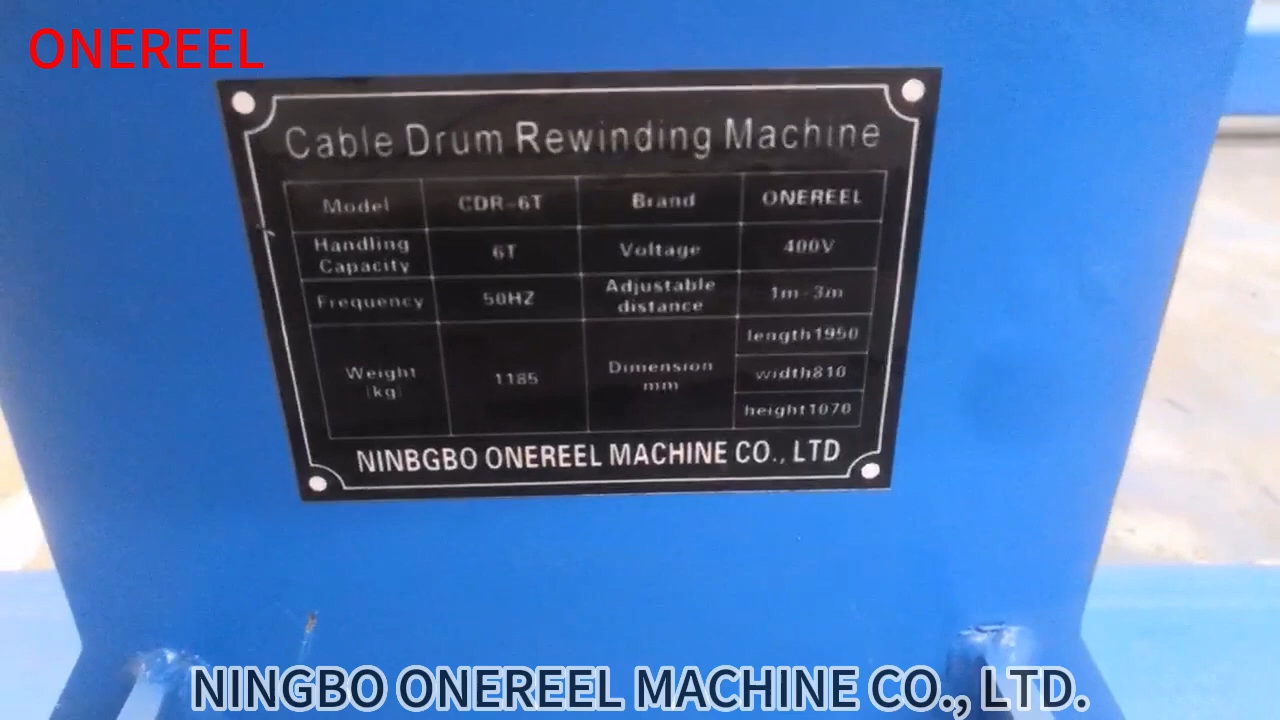 ONEREEL
Cable Drum Rewinding Machine
Model CDR-6T Brand ONEREEL
Handling Capacity 6T Voltage 400V
Frequency 50HZ Adjustable distance 1m-3m
Weight (kg) 1185 Dimension mm length1950
width810
height1070
NINBGBO ONEREEL MACHINE CO., LTD
NINGBO ONEREEL MACHINE CO., LTD.